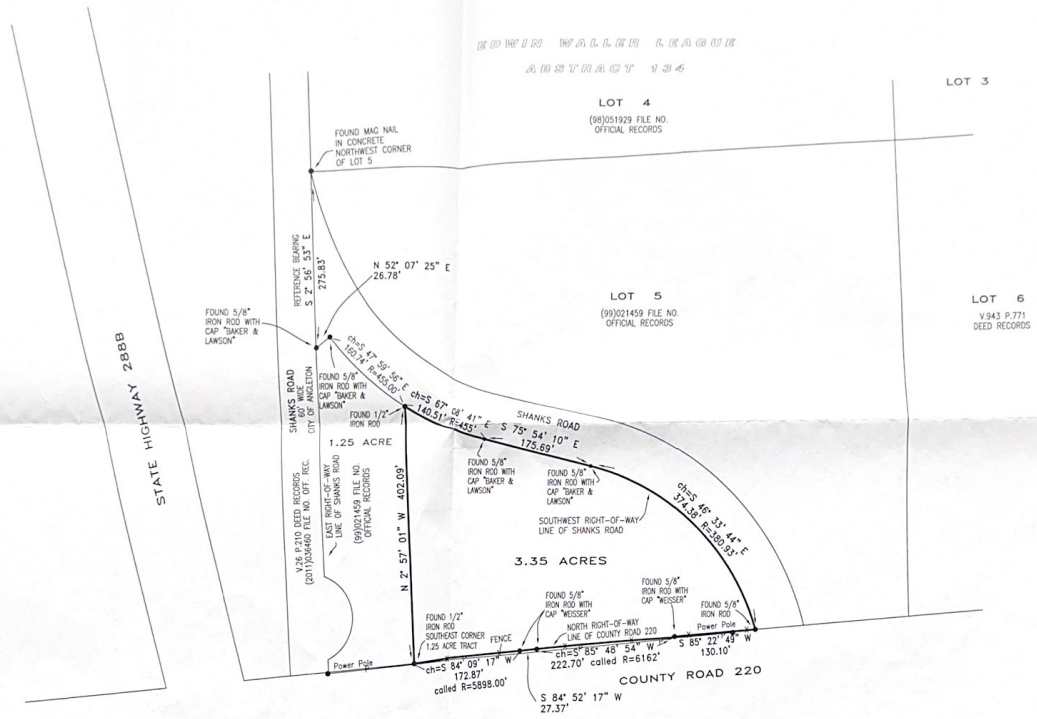 EDWIN WALLER LEAGUE
ABSTRACT 134
LOT 3
LOT 4
(98)051929 FILE NO.
OFFICIAL RECORDS
FOUND MAG NAIL
IN CONCRETE
NORTHWEST CORNER
OF LOT 5
REFERENCE BEARING
S 2° 56' 53" E
275.83'
N 52° 07' 25" E
26.78'
LOT 5
(99)021459 FILE NO.
OFFICIAL RECORDS
LOT 6
V.943 P.771
DEED RECORDS
FOUND 5/8"
IRON ROD WITH
CAP "BAKER &
LAWSON"
STATE HIGHWAY 288B
SHANKS ROAD
60' WIDE
CITY OF ANGLETON
FOUND 5/8"
IRON ROD WITH
CAP "BAKER &
LAWSON"
ch=S 47° 59' 56" E
160.74' R=455.00'
FOUND 1/2"
IRON ROD
ch=S 67° 08' 41" E
140.51' R=455'
SHANKS ROAD
S 75° 54' 10" E
175.69'
1.25 ACRE
FOUND 5/8"
IRON ROD WITH
CAP "BAKER &
LAWSON"
FOUND 5/8"
IRON ROD WITH
CAP "BAKER &
LAWSON"
V.26 P.210 DEED RECORDS
(2011)036460 FILE NO. OFF. REC.
EAST RIGHT-OF-WAY
LINE OF SHANKS ROAD
(99)021459 FILE NO.
OFFICIAL RECORDS
N 2° 57' 01" W 402.09'
SOUTHWEST RIGHT-OF-WAY
LINE OF SHANKS ROAD
ch=S 46° 33' 44" E
374.38' R=380.93'
3.35 ACRES
FOUND 1/2"
IRON ROD
SOUTHEAST CORNER
1.25 ACRE TRACT
FOUND 5/8"
IRON ROD WITH
CAP "WEISSER"
FOUND 5/8"
IRON ROD WITH
CAP "WEISSER"
FOUND 5/8"
IRON ROD
Power Pole
FENCE
NORTH RIGHT-OF-WAY
LINE OF COUNTY ROAD 220
Power Pole
ch=S 84° 09' 17" W
172.87'
called R=5898.00'
S 84° 52' 17" W
27.37'
ch=S 85° 48' 54" W
222.70' called R=6162'
S 85° 22' 49" W
130.10'
COUNTY ROAD 220